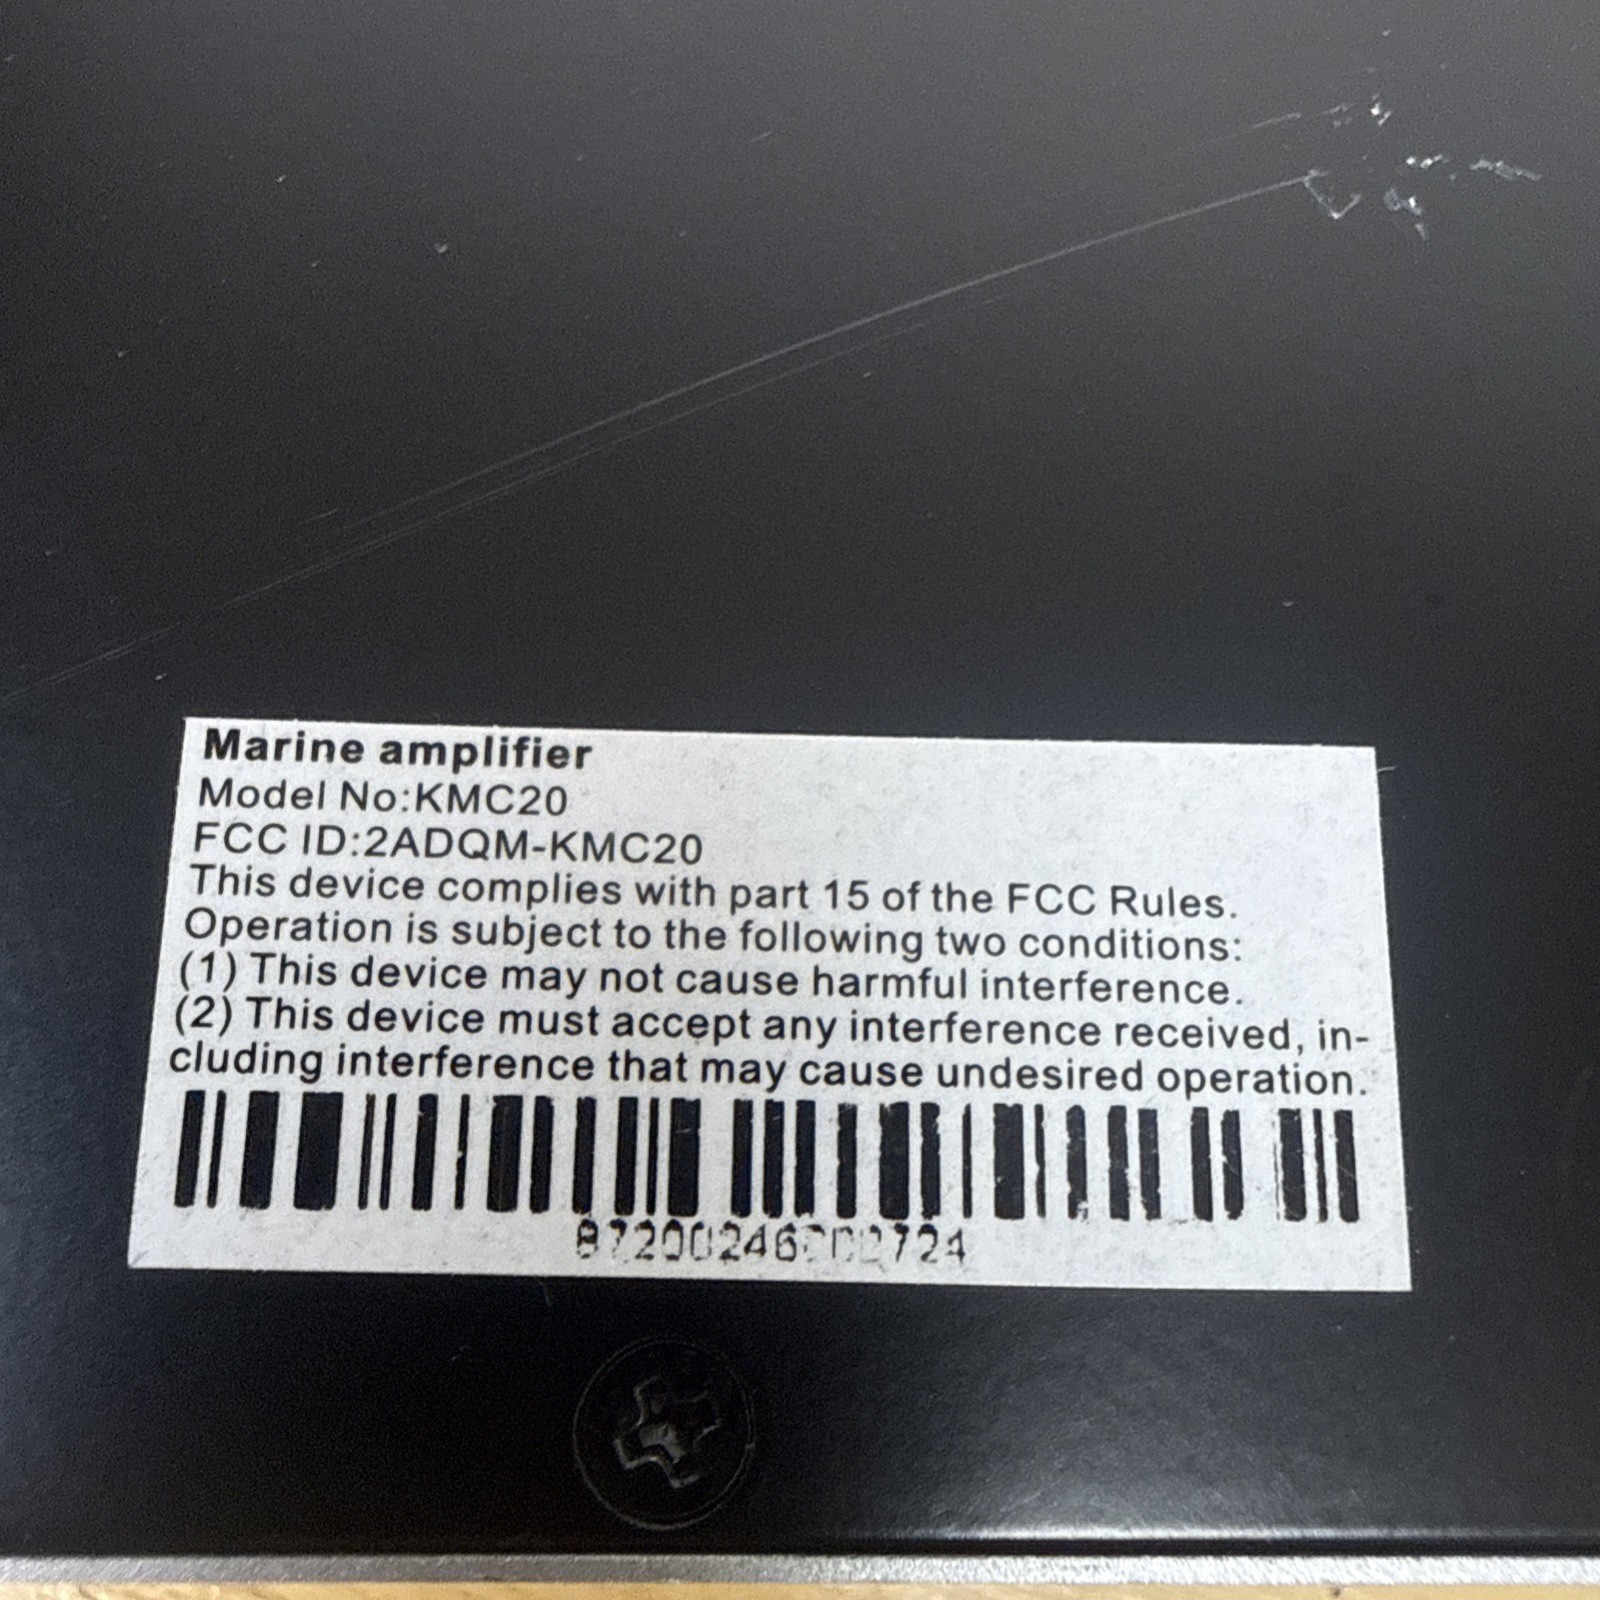 Marine amplifier
Model No:KMC20
FCC ID:2ADQM-KMC20
This device complies with part 15 of the FCC Rules.
Operation is subject to the following two conditions:
(1) This device may not cause harmful interference.
(2) This device must accept any interference received, in-
cluding interference that may cause undesired operation.